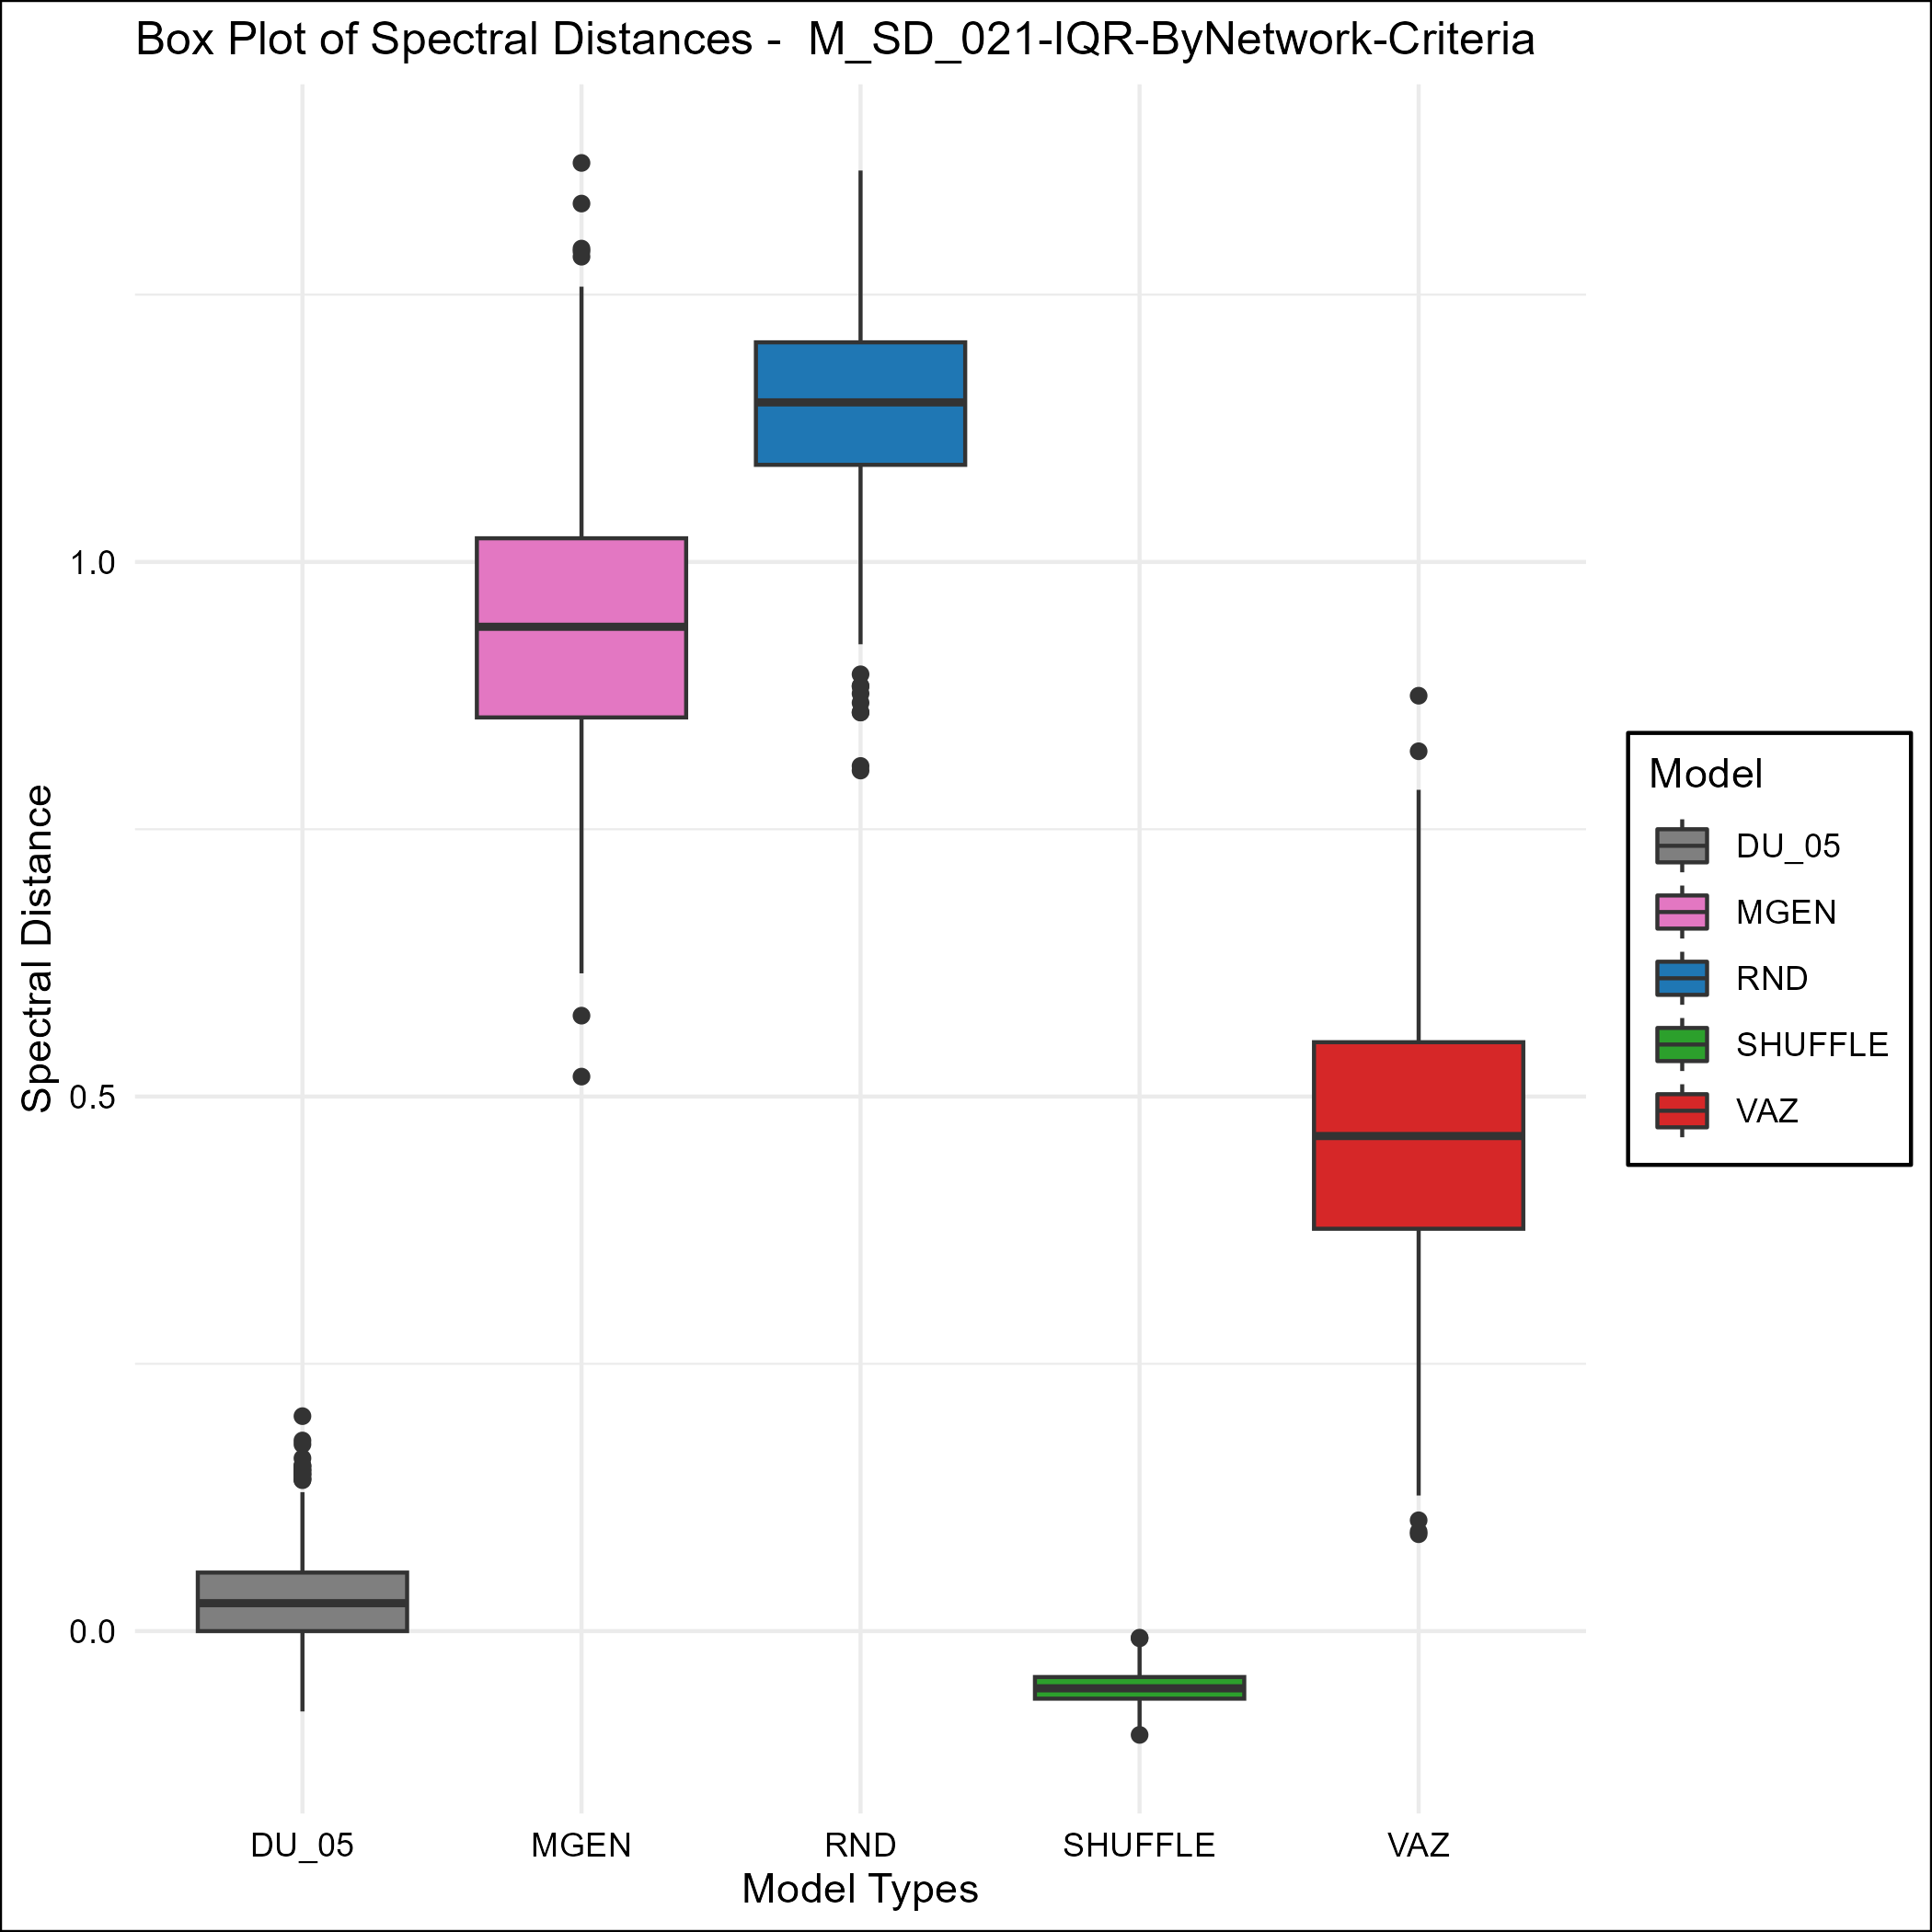 Box Plot of Spectral Distances -  M_SD_021-IQR-ByNetwork-Criteria
Spectral Distance
1.0
0.5
0.0
DU_05
MGEN
RND
SHUFFLE
VAZ
Model Types
Model
DU_05
MGEN
RND
SHUFFLE
VAZ